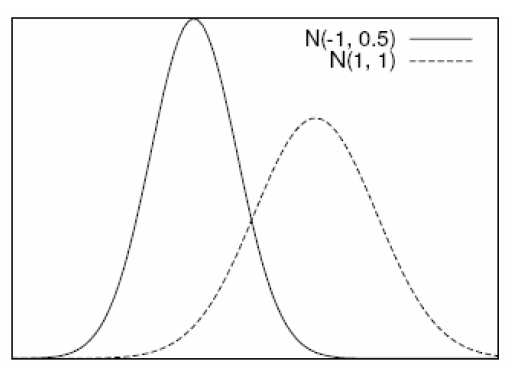 N(-1, 0.5)
N(1, 1)